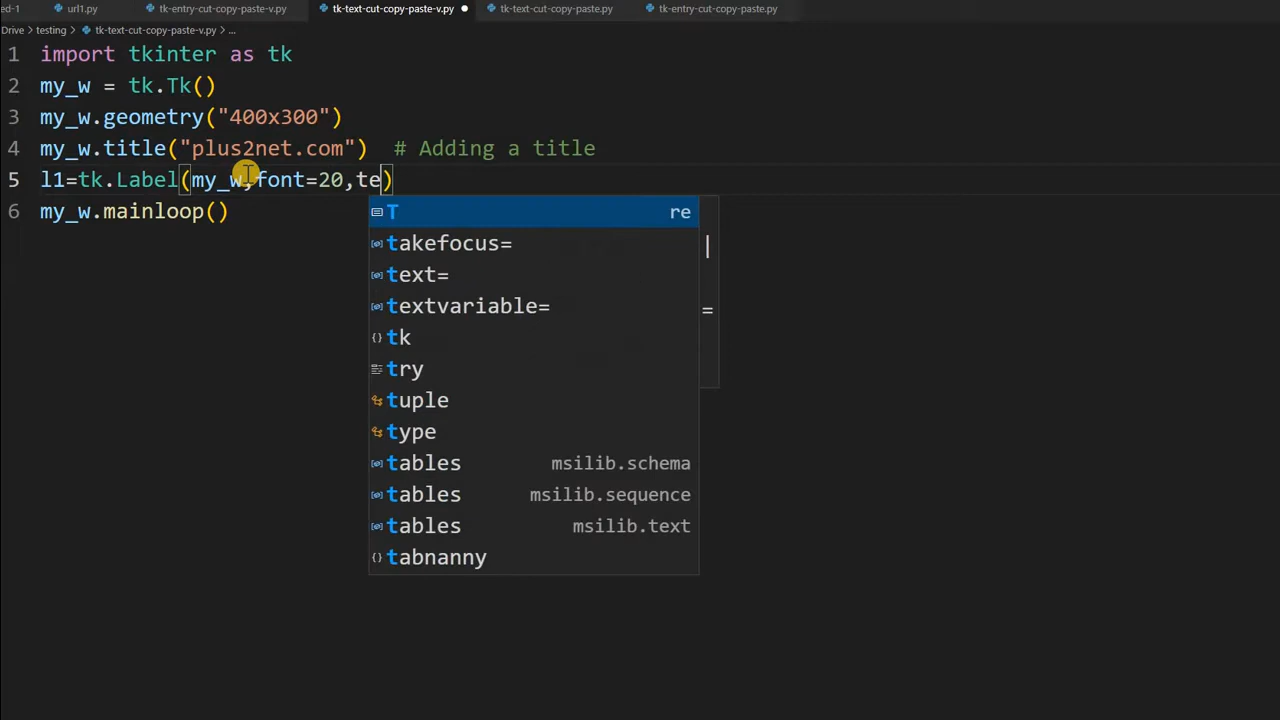 ed-1 url1.py tk-entry-cut-copy-paste-v.py tk-text-cut-copy-paste-v.py tk-text-cut-copy-paste.py tk-entry-cut-copy-paste.py
Drive > testing > tk-text-cut-copy-paste-v.py > ...
1 import tkinter as tk
2 my_w = tk.Tk()
3 my_w.geometry("400x300")
4 my_w.title("plus2net.com")  # Adding a title
5 l1=tk.Label(my_w,font=20,te)
6 my_w.mainloop()
T re
takefocus= |
text=
textvariable= =
tk
try
tuple
type
tables msilib.schema
tables msilib.sequence
tables msilib.text
tabnanny